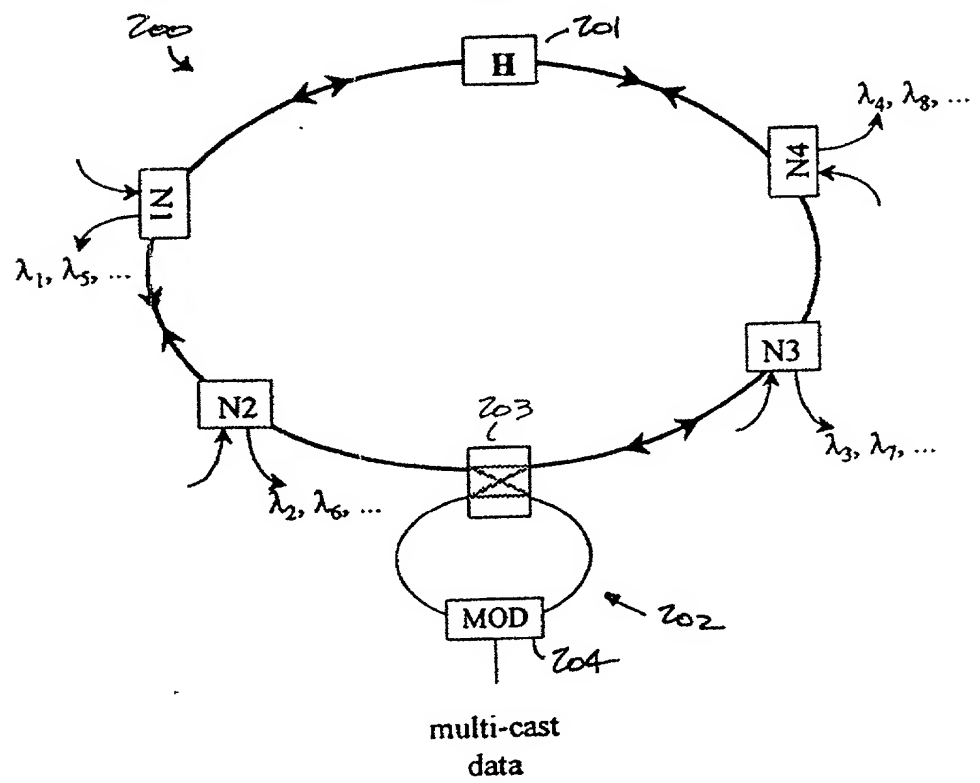 200
201
H
λ4, λ8, ...
N4
N1
λ1, λ5, ...
N3
N2
203
λ3, λ7, ...
λ2, λ6, ...
MOD
202
204
multi-cast
data